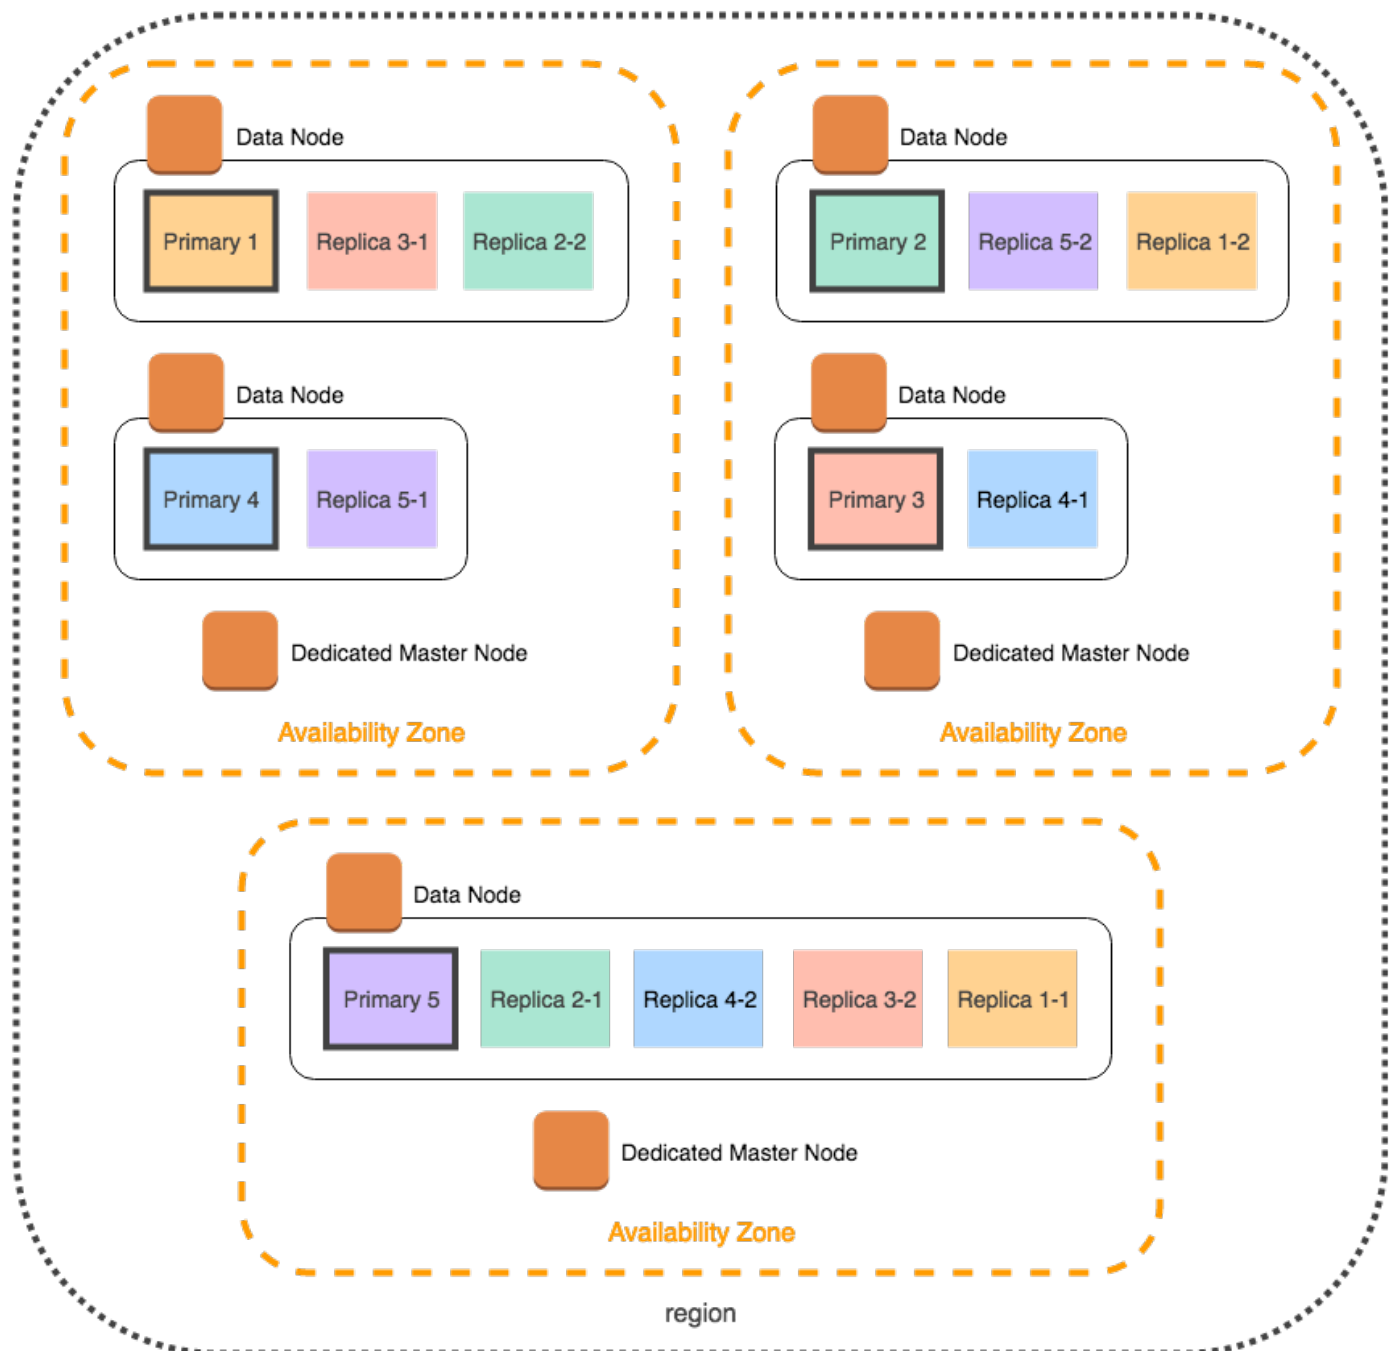 Data Node
Primary 1
Replica 3-1
Replica 2-2
Data Node
Primary 4
Replica 5-1
Dedicated Master Node
Availability Zone
Data Node
Primary 2
Replica 5-2
Replica 1-2
Data Node
Primary 3
Replica 4-1
Dedicated Master Node
Availability Zone
Data Node
Primary 5
Replica 2-1
Replica 4-2
Replica 3-2
Replica 1-1
Dedicated Master Node
Availability Zone
region